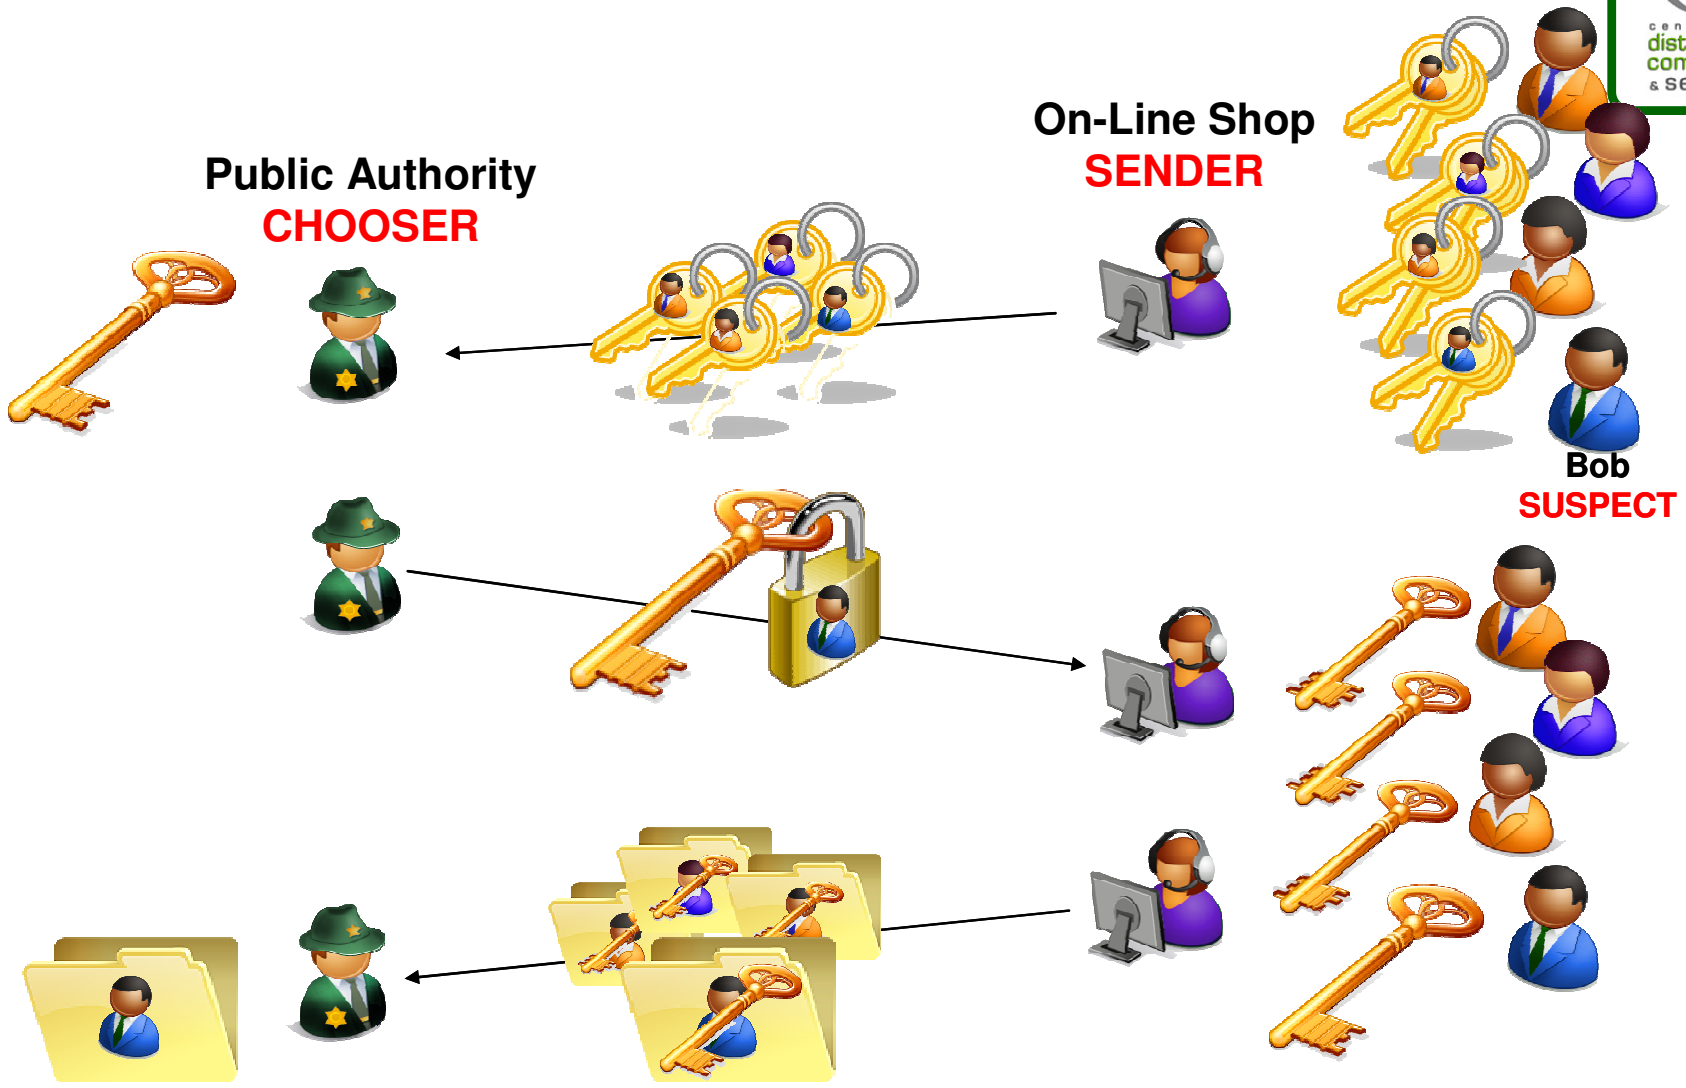 Public Authority
CHOOSER
On-Line Shop
SENDER
Bob
SUSPECT